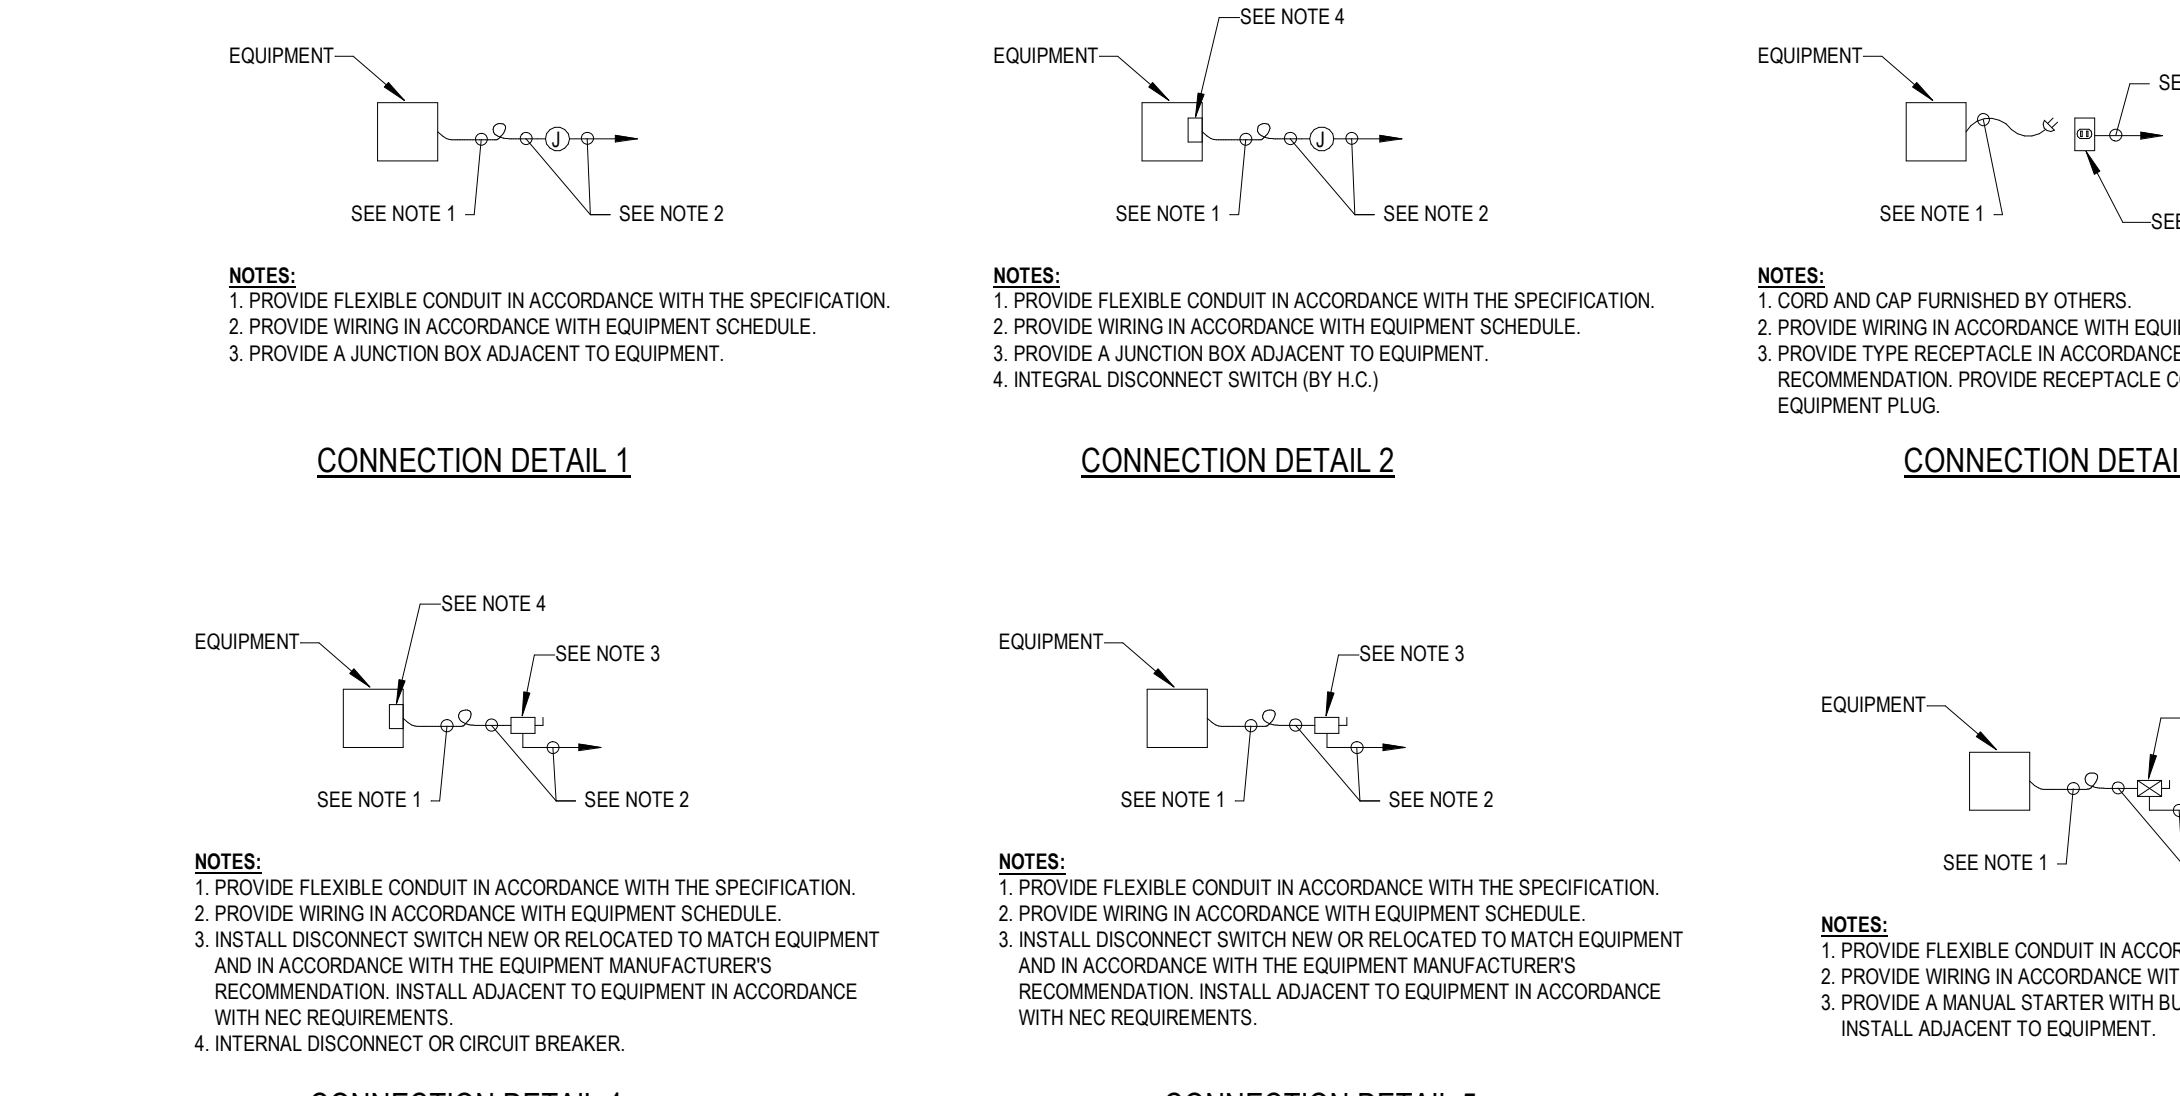 EQUIPMENT
J
SEE NOTE 1
SEE NOTE 2
NOTES:
1. PROVIDE FLEXIBLE CONDUIT IN ACCORDANCE WITH THE SPECIFICATION.
2. PROVIDE WIRING IN ACCORDANCE WITH EQUIPMENT SCHEDULE.
3. PROVIDE A JUNCTION BOX ADJACENT TO EQUIPMENT.
CONNECTION DETAIL 1
SEE NOTE 4
EQUIPMENT
J
SEE NOTE 1
SEE NOTE 2
NOTES:
1. PROVIDE FLEXIBLE CONDUIT IN ACCORDANCE WITH THE SPECIFICATION.
2. PROVIDE WIRING IN ACCORDANCE WITH EQUIPMENT SCHEDULE.
3. PROVIDE A JUNCTION BOX ADJACENT TO EQUIPMENT.
4. INTEGRAL DISCONNECT SWITCH (BY H.C.)
CONNECTION DETAIL 2
EQUIPMENT
SEE NOTE 1
NOTES:
1. CORD AND CAP FURNISHED BY OTHERS.
2. PROVIDE WIRING IN ACCORDANCE WITH
3. PROVIDE TYPE RECEPTACLE IN ACCORDANCE
RECOMMENDATION. PROVIDE RECEPTACLE
EQUIPMENT PLUG.
CONNECTION
SEE NOTE 4
EQUIPMENT
SEE NOTE 3
SEE NOTE 1
SEE NOTE 2
NOTES:
1. PROVIDE FLEXIBLE CONDUIT IN ACCORDANCE WITH THE SPECIFICATION.
2. PROVIDE WIRING IN ACCORDANCE WITH EQUIPMENT SCHEDULE.
3. INSTALL DISCONNECT SWITCH NEW OR RELOCATED TO MATCH EQUIPMENT
AND IN ACCORDANCE WITH THE EQUIPMENT MANUFACTURER'S
RECOMMENDATION. INSTALL ADJACENT TO EQUIPMENT IN ACCORDANCE
WITH NEC REQUIREMENTS.
4. INTERNAL DISCONNECT OR CIRCUIT BREAKER.
CONNECTION DETAIL 4
EQUIPMENT
SEE NOTE 3
SEE NOTE 1
SEE NOTE 2
NOTES:
1. PROVIDE FLEXIBLE CONDUIT IN ACCORDANCE WITH THE SPECIFICATION.
2. PROVIDE WIRING IN ACCORDANCE WITH EQUIPMENT SCHEDULE.
3. INSTALL DISCONNECT SWITCH NEW OR RELOCATED TO MATCH EQUIPMENT
AND IN ACCORDANCE WITH THE EQUIPMENT MANUFACTURER'S
RECOMMENDATION. INSTALL ADJACENT TO EQUIPMENT IN ACCORDANCE
WITH NEC REQUIREMENTS.
CONNECTION DETAIL 5
EQUIPMENT
SEE NOTE 1
NOTES:
1. PROVIDE FLEXIBLE CONDUIT IN
2. PROVIDE WIRING IN ACCORDANCE
3. PROVIDE A MANUAL STARTER WITH
INSTALL ADJACENT TO EQUIPMENT.